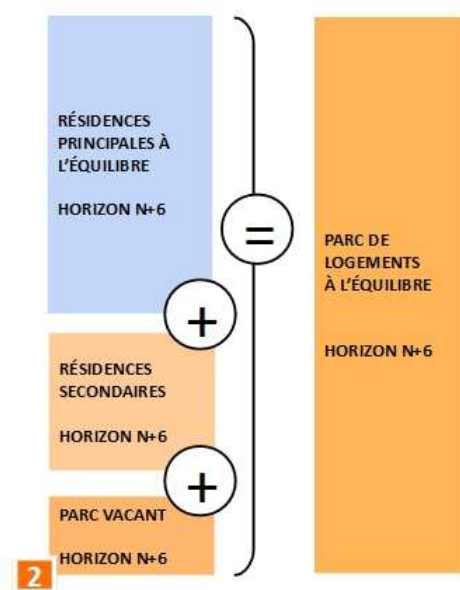 RÉSIDENCES
PRINCIPALES À
L'ÉQUILIBRE
HORIZON N+6
+
RÉSIDENCES
SECONDAIRES
HORIZON N+6
+
PARC VACANT
HORIZON N+6
2
=
PARC DE
LOGEMENTS
À L'ÉQUILIBRE
HORIZON N+6